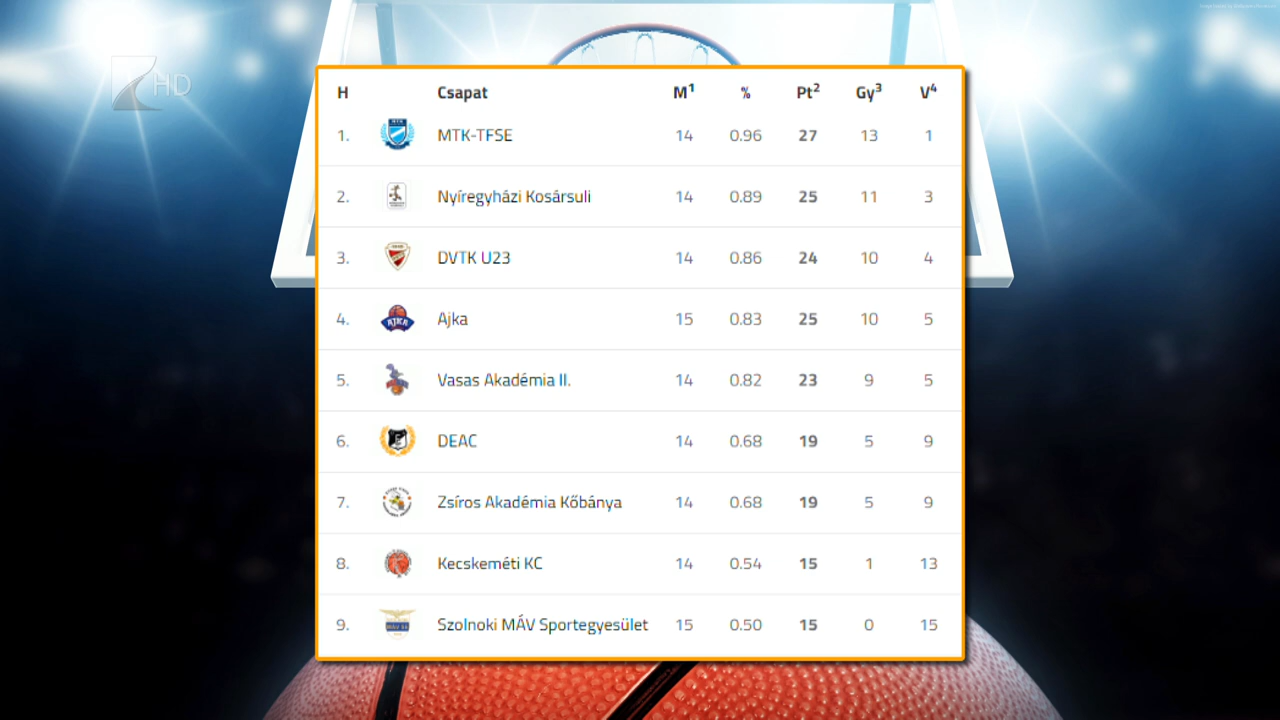 HD
H Csapat M¹ % Pt² Gy³ V⁴
1. MTK-TFSE 14 0.96 27 13 1
2. Nyíregyházi Kosársuli 14 0.89 25 11 3
3. DVTK U23 14 0.86 24 10 4
4. AJKA Ajka 15 0.83 25 10 5
5. Vasas Akadémia II. 14 0.82 23 9 5
6. DEAC 14 0.68 19 5 9
7. Zsíros Akadémia Kőbánya 14 0.68 19 5 9
8. Kecskeméti KC 14 0.54 15 1 13
9. Szolnoki MÁV Sportegyesület 15 0.50 15 0 15